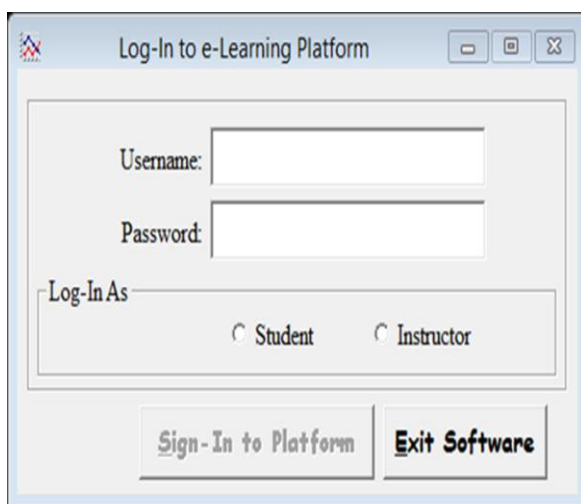 Log-In to e-Learning Platform
Username:
Password:
Log-In As
Student Instructor
Sign-In to Platform Exit Software